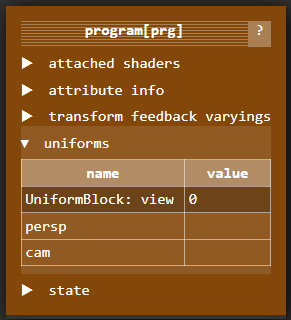 program[prg]
?
▶ attached shaders
▶ attribute info
▶ transform feedback varyings
▼ uniforms
name value
UniformBlock: view 0
persp
cam
▶ state